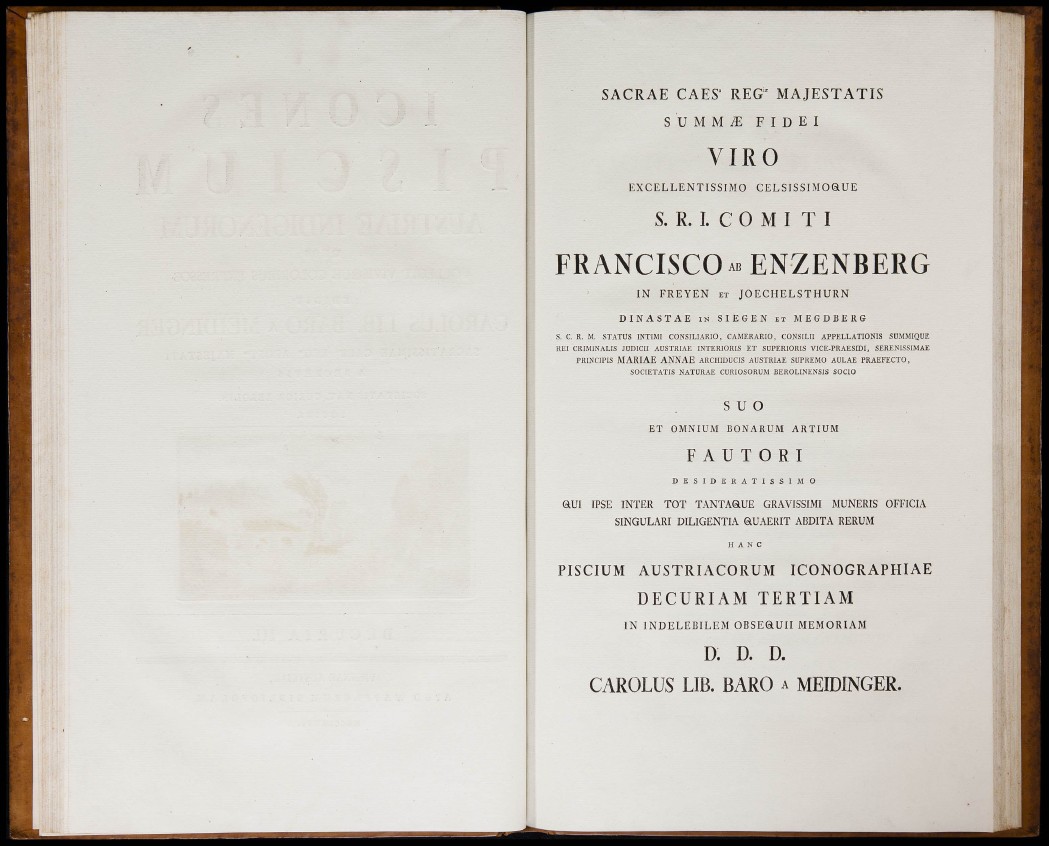 ICONES
PISCIUM
AUSTRIAE INDIGENORUM
SACRAE CAES' REG" MAJESTATIS
SUMMÆ FIDEI
VIRO
EXCELLENTISSIMO CELSISSIMOQUE
S. R. I. COMITI
FRANCISCO AB ENZENBERG
IN FREYEN ET JOECHELSTHURN
DINASTAE IN SIEGEN ET MEGDBERG
S. C. R. M. STATUS INTIMI CONSILIARIO, CAMERARIO, CONSILII APPELLATIONIS SUMMIQUE
REI CRIMINALIS JUDICII AUSTRIAE INTERIORIS ET SUPERIORIS VICE-PRAESIDI, SERENISSIMAE
PRINCIPIS MARIAE ANNAE ARCHIDUCIS AUSTRIAE SUPREMO AULAE PRAEFECTO,
SOCIETATIS NATURAE CURIOSORUM BEROLINENSIS SOCIO
SUO
ET OMNIUM BONARUM ARTIUM
FAUTORI
DESIDERATISSIMO
QUI IPSE INTER TOT TANTAQUE GRAVISSIMI MUNERIS OFFICIA
SINGULARI DILIGENTIA QUAERIT ABDITA RERUM
HANC
PISCIUM AUSTRIACORUM ICONOGRAPHIAE
DECURIAM TERTIAM
IN INDELEBILEM OBSEQUII MEMORIAM
D. D. D.
CAROLUS LIB. BARO A MEIDINGER.